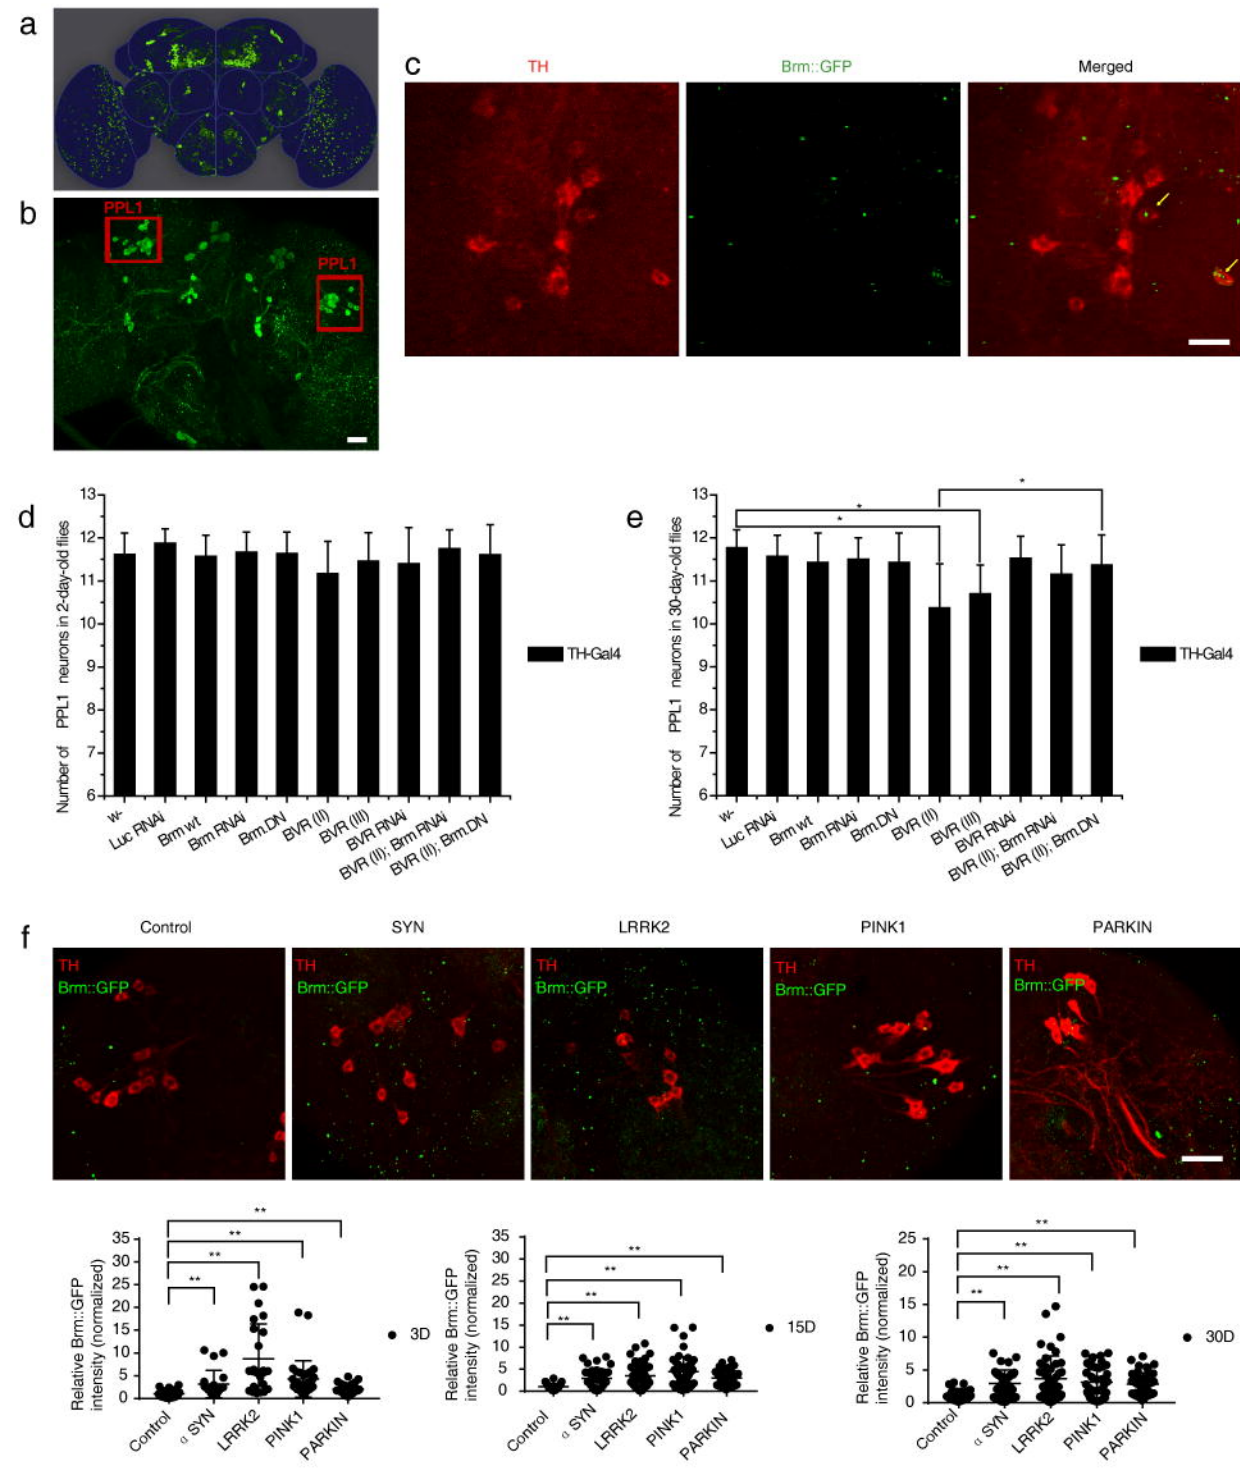 a
b
PPL1
PPL1
c
TH
Brm::GFP
Merged
d
Number of PPL1 neurons in 2-day-old flies
13
12
11
10
9
8
7
6
w-
Luc RNAi
Brm wt
Brm RNAi
Brm DN
BVR (II)
BVR (III)
BVR RNAi
BVR (II); Brm RNAi
BVR (II); Brm DN
TH-Gal4
e
Number of PPL1 neurons in 30-day-old flies
13
12
11
10
9
8
7
6
*
*
*
w-
Luc RNAi
Brm wt
Brm RNAi
Brm DN
BVR (II)
BVR (III)
BVR RNAi
BVR (II); Brm RNAi
BVR (II); Brm DN
TH-Gal4
f
Control
SYN
LRRK2
PINK1
PARKIN
TH
Brm::GFP
TH
Brm::GFP
TH
Brm::GFP
TH
Brm::GFP
TH
Brm::GFP
Relative Brm::GFP
intensity (normalized)
35
30
25
20
15
10
5
0
**
**
**
**
Control
α SYN
LRRK2
PINK1
PARKIN
3D
Relative Brm::GFP
intensity (normalized)
35
30
25
20
15
10
5
0
**
**
**
**
Control
α SYN
LRRK2
PINK1
PARKIN
15D
Relative Brm::GFP
intensity (normalized)
25
20
15
10
5
0
**
**
**
**
Control
α SYN
LRRK2
PINK1
PARKIN
30D